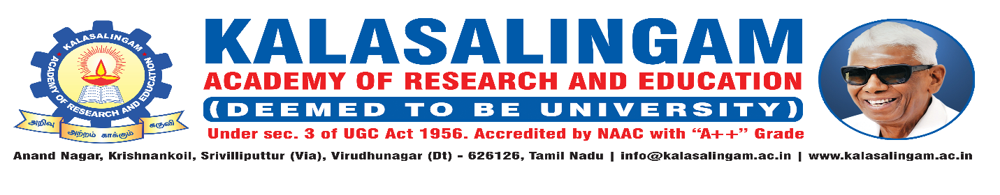 KALASALINGAM
ACADEMY OF RESEARCH AND EDUCATION
அறிவு
அற்றம் காக்கும்
கருவி
KALASALINGAM
ACADEMY OF RESEARCH AND EDUCATION
(DEEMED TO BE UNIVERSITY)
Under sec. 3 of UGC Act 1956. Accredited by NAAC with “A++” Grade
Anand Nagar, Krishnankoil, Srivilliputtur (Via), Virudhunagar (Dt) - 626126, Tamil Nadu | info@kalasalingam.ac.in | www.kalasalingam.ac.in